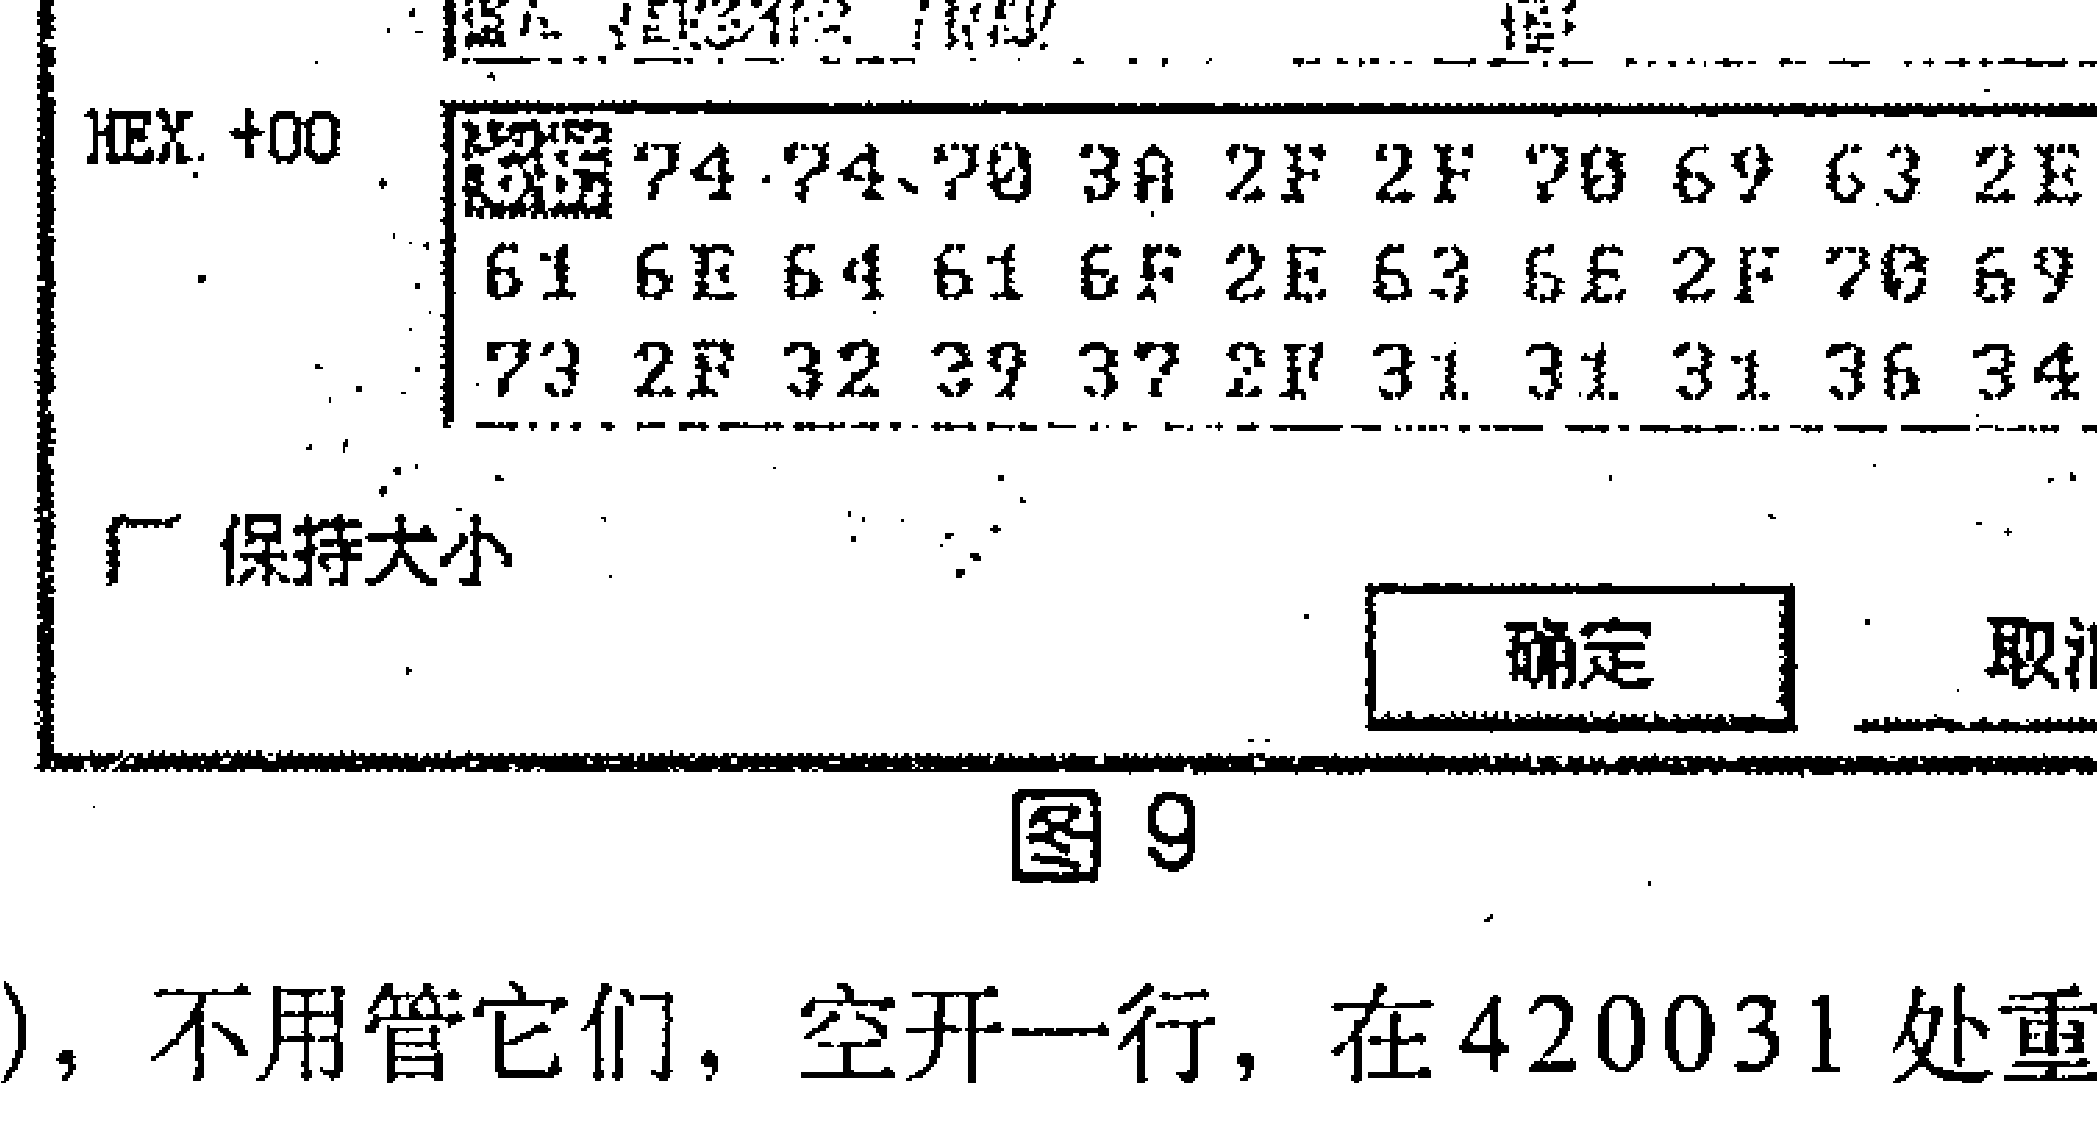 HEX +00
74 74 70 3A 2F 2F 70 69 63 2E
61 6E 64 61 6F 2E 63 6E 2F 70 69
73 2F 32 39 37 2F 31 31 31 36 34
保持大小
确定 取消
图 9
)，不用管它们，空开一行，在420031处重